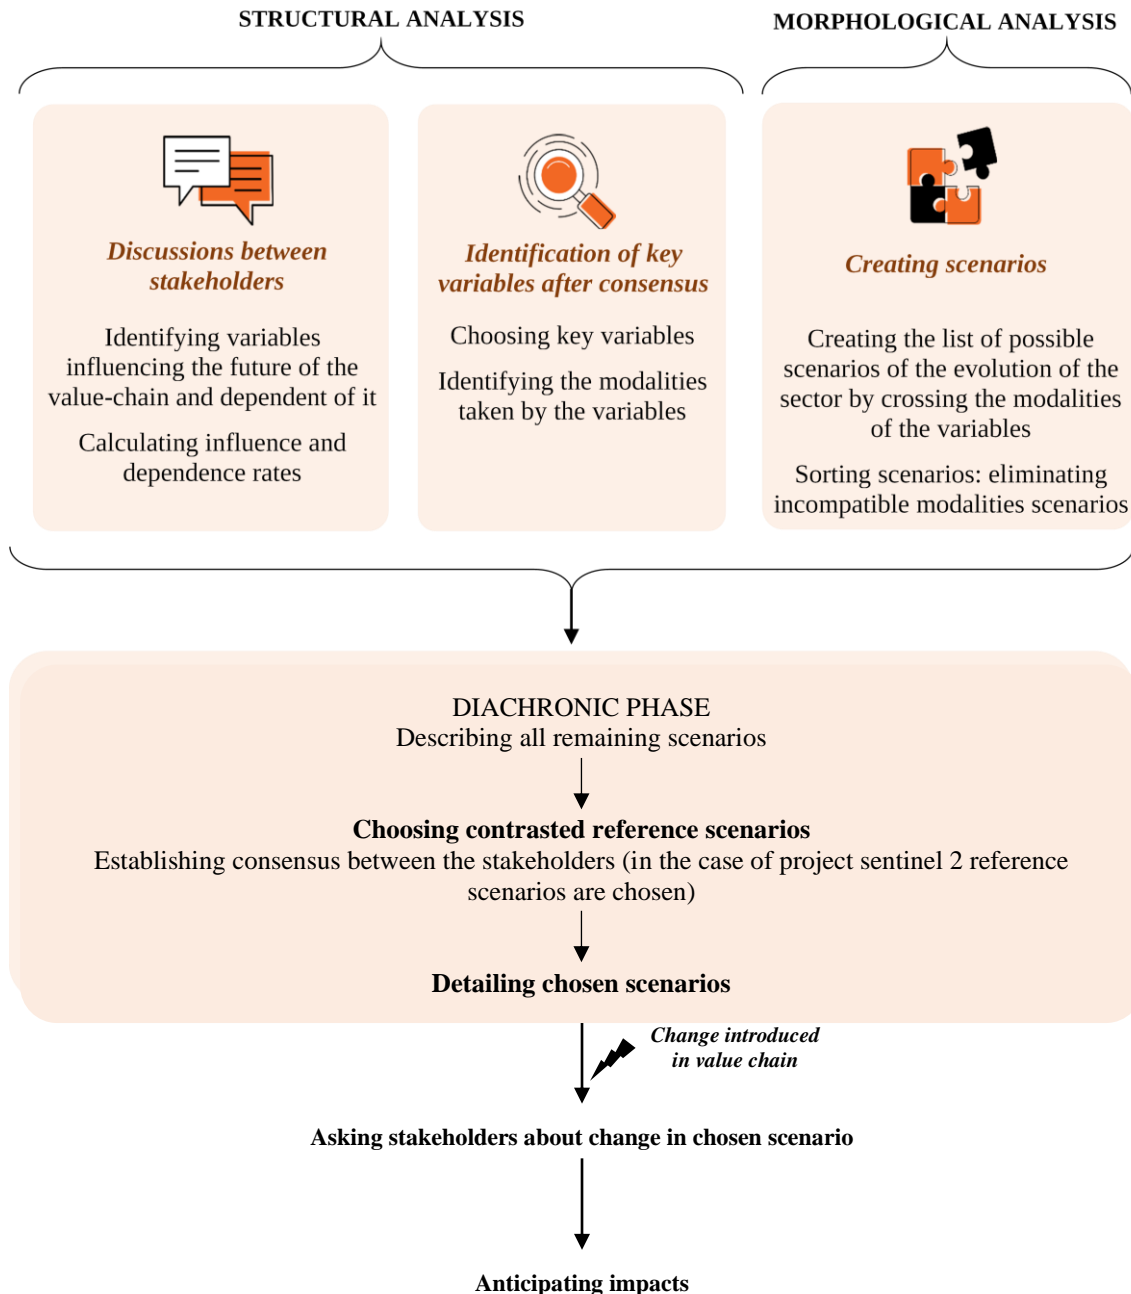 STRUCTURAL ANALYSIS
MORPHOLOGICAL ANALYSIS
Discussions between
stakeholders
Identifying variables
influencing the future of the
value-chain and dependent of it
Calculating influence and
dependence rates
Identification of key
variables after consensus
Choosing key variables
Identifying the modalities
taken by the variables
Creating scenarios
Creating the list of possible
scenarios of the evolution of the
sector by crossing the modalities
of the variables
Sorting scenarios: eliminating
incompatible modalities scenarios
DIACHRONIC PHASE
Describing all remaining scenarios
Choosing contrasted reference scenarios
Establishing consensus between the stakeholders (in the case of project sentinel 2 reference
scenarios are chosen)
Detailing chosen scenarios
Change introduced
in value chain
Asking stakeholders about change in chosen scenario
Anticipating impacts